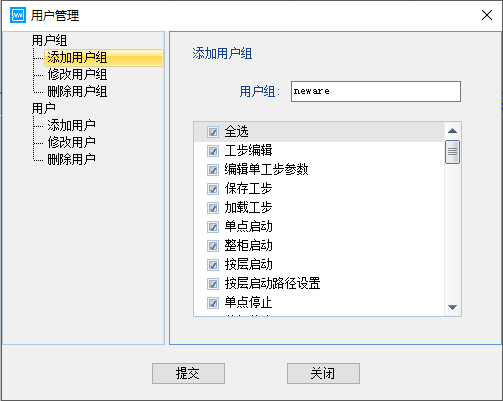 用户管理
用户组
添加用户组
修改用户组
删除用户组
用户
添加用户
修改用户
删除用户
添加用户组
用户组:
neware
全选
工步编辑
编辑单工步参数
保存工步
加载工步
单点启动
整柜启动
按层启动
按层启动路径设置
单点停止
提交
关闭